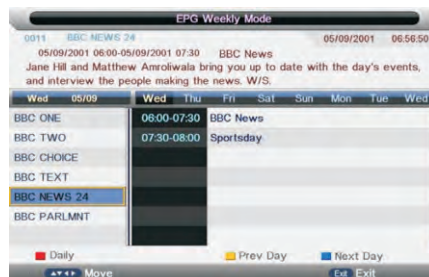 EPG Weekly Mode
0011 BBC NEWS 24 05/09/2001 06:56:50
05/09/2001 06:00-05/09/2001 07:30 BBC News
Jane Hill and Matthew Amroliwala bring you up to date with the day's events,
and interview the people making the news. W/S.
Wed 05/09 Wed Thu Fri Sat Sun Mon Tue Wed
BBC ONE 06:00-07:30 BBC News
BBC TWO 07:30-08:00 Sportsday
BBC CHOICE
BBC TEXT
BBC NEWS 24
BBC PARLMNT
Daily Prev Day Next Day
▲▼◄► Move Exit Exit